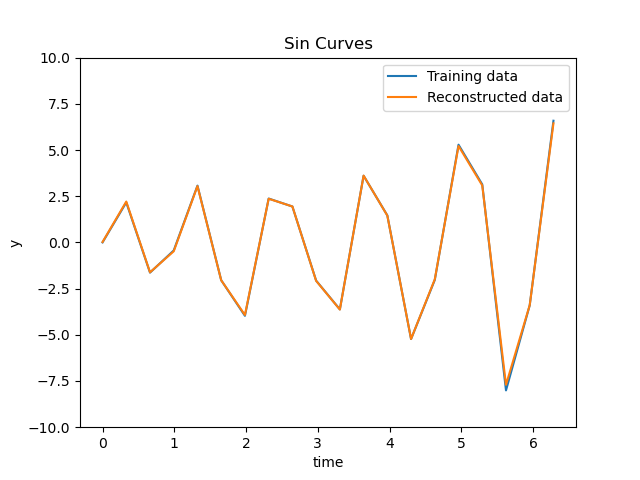 Sin Curves
Training data
Reconstructed data
10.0
7.5
5.0
2.5
0.0
−2.5
−5.0
−7.5
−10.0
y
0 1 2 3 4 5 6
time